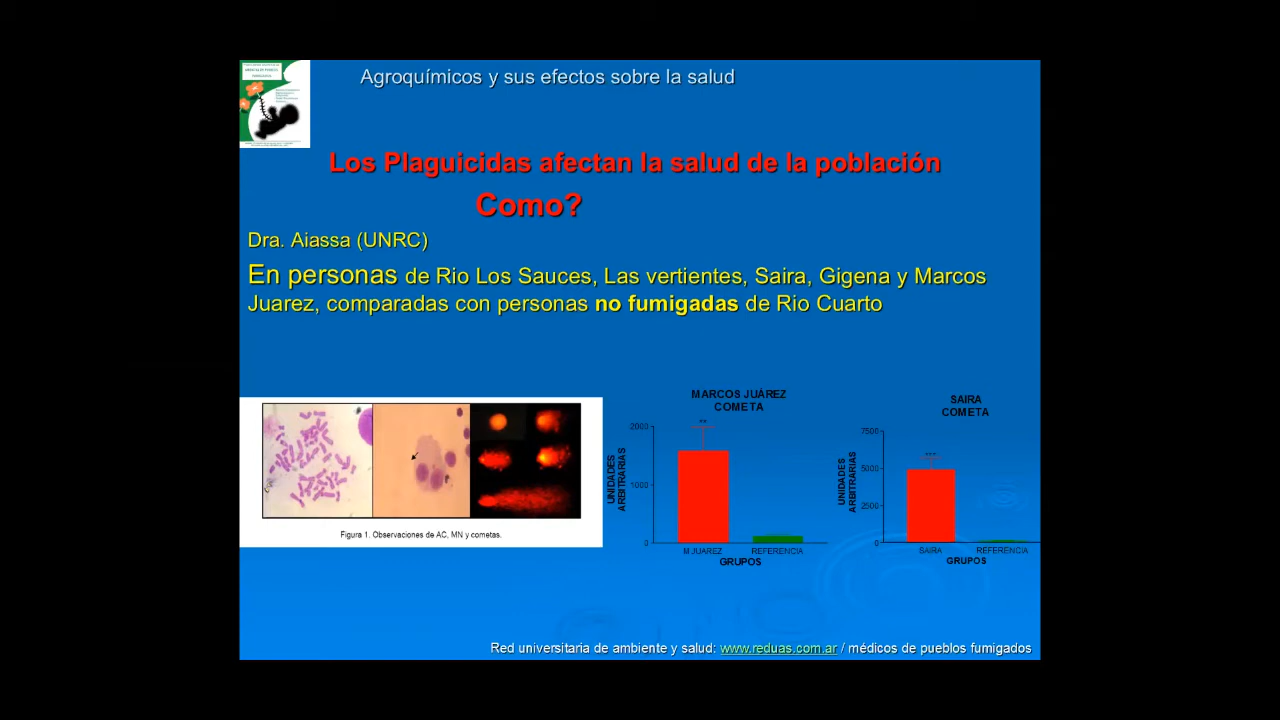 Agroquímicos y sus efectos sobre la salud
Los Plaguicidas afectan la salud de la población
Como?
Dra. Aiassa (UNRC)
En personas de Rio Los Sauces, Las vertientes, Saira, Gigena y Marcos
Juarez, comparadas con personas no fumigadas de Rio Cuarto
Figura 1. Observaciones de AC, MN y cometas.
MARCOS JUÁREZ
COMETA
UNIDADES
ARBITRARIAS
2000
**
1000
0
M.JUAREZ REFERENCIA
GRUPOS
SAIRA
COMETA
UNIDADES
ARBITRARIAS
7500
5000
2500
0
SAIRA REFERENCIA
GRUPOS
Red universitaria de ambiente y salud: www.reduas.com.ar / médicos de pueblos fumigados